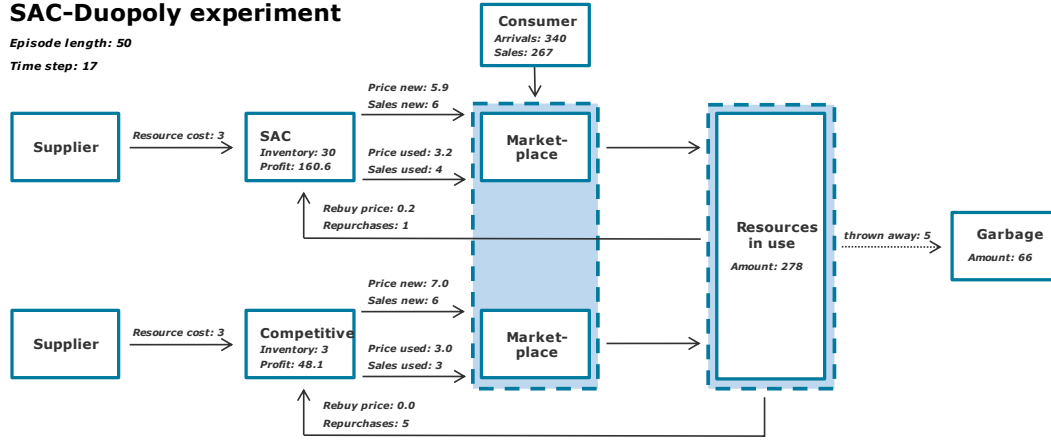 SAC-Duopoly experiment
Episode length: 50
Time step: 17
Consumer
Arrivals: 340
Sales: 267
Supplier
Resource cost: 3
SAC
Inventory: 30
Profit: 160.6
Price new: 5.9
Sales new: 6
Price used: 3.2
Sales used: 4
Market-
place
Rebuy price: 0.2
Repurchases: 1
Resources
in use
Amount: 278
thrown away: 5
Garbage
Amount: 66
Supplier
Resource cost: 3
Competitive
Inventory: 3
Profit: 48.1
Price new: 7.0
Sales new: 6
Price used: 3.0
Sales used: 3
Market-
place
Rebuy price: 0.0
Repurchases: 5